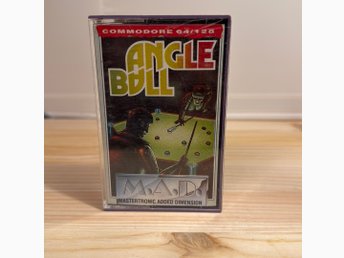 COMMODORE 64/128
ANGLE
BALL
M.A.D.
MASTERTRONIC ADDED DIMENSION